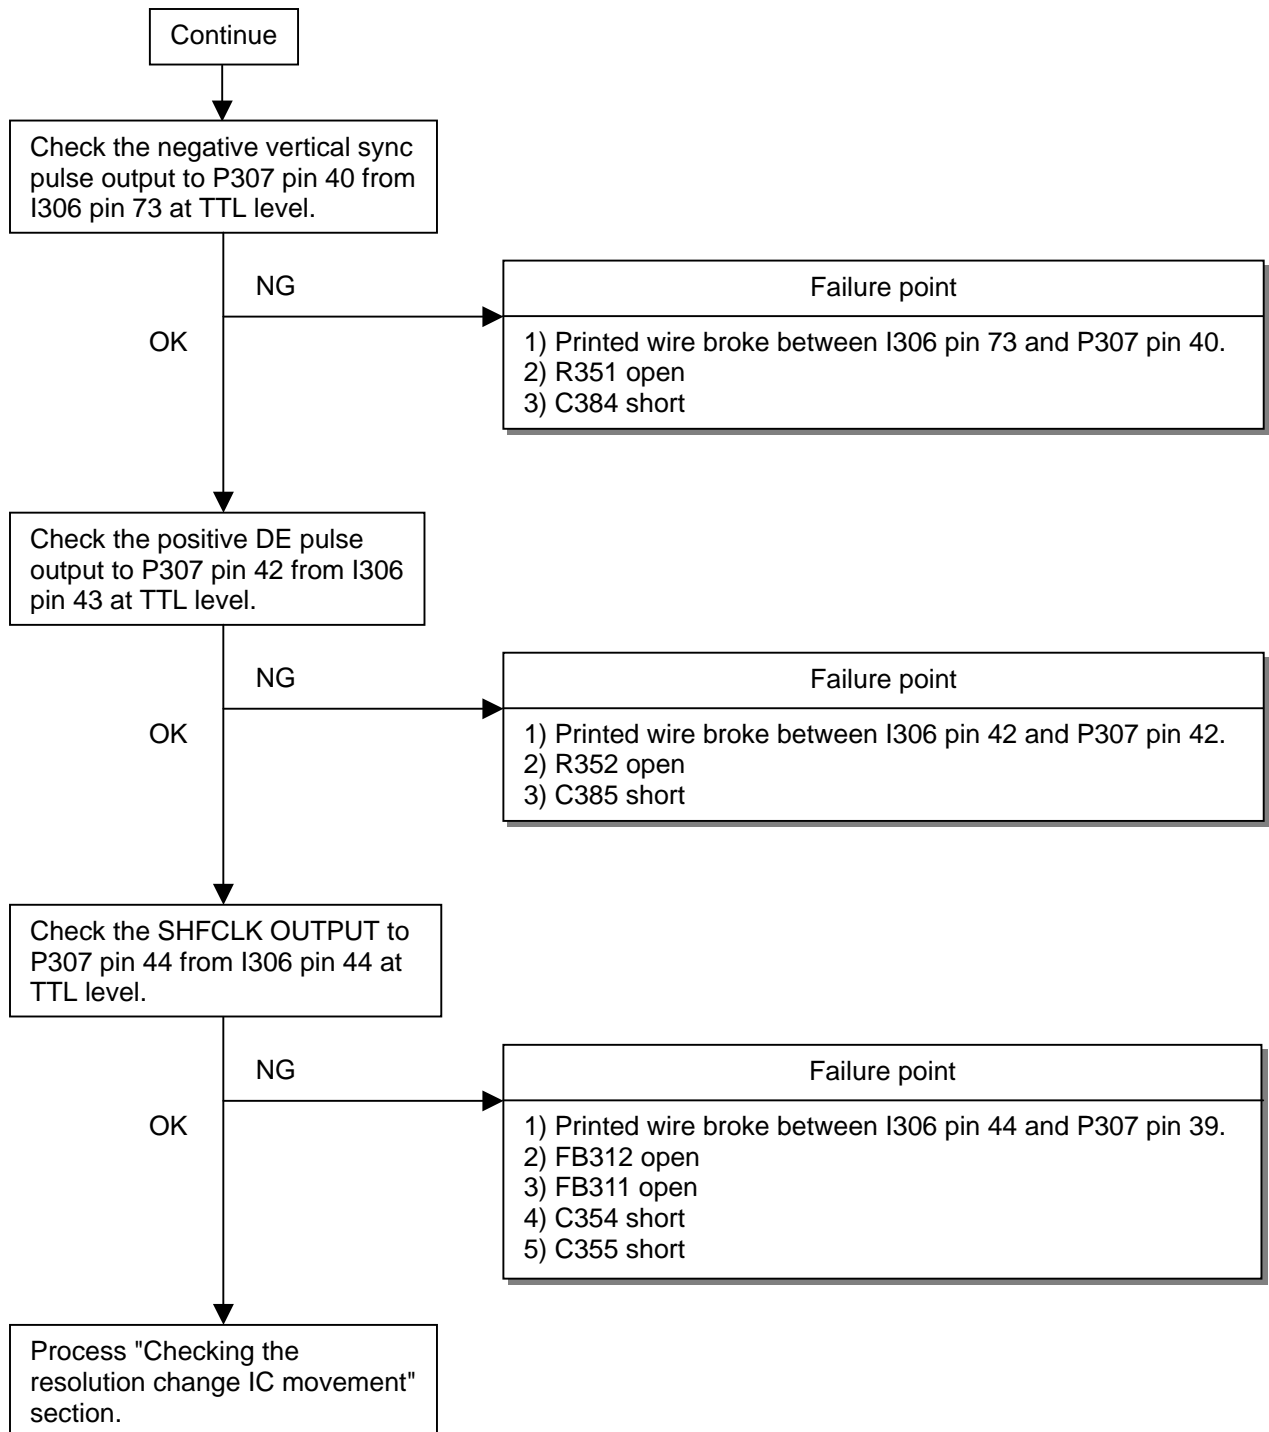 Continue
Check the negative vertical sync
pulse output to P307 pin 40 from
I306 pin 73 at TTL level.
NG
OK
Failure point
1) Printed wire broke between I306 pin 73 and P307 pin 40.
2) R351 open
3) C384 short
Check the positive DE pulse
output to P307 pin 42 from I306
pin 43 at TTL level.
NG
OK
Failure point
1) Printed wire broke between I306 pin 42 and P307 pin 42.
2) R352 open
3) C385 short
Check the SHFCLK OUTPUT to
P307 pin 44 from I306 pin 44 at
TTL level.
NG
OK
Failure point
1) Printed wire broke between I306 pin 44 and P307 pin 39.
2) FB312 open
3) FB311 open
4) C354 short
5) C355 short
Process "Checking the
resolution change IC movement"
section.